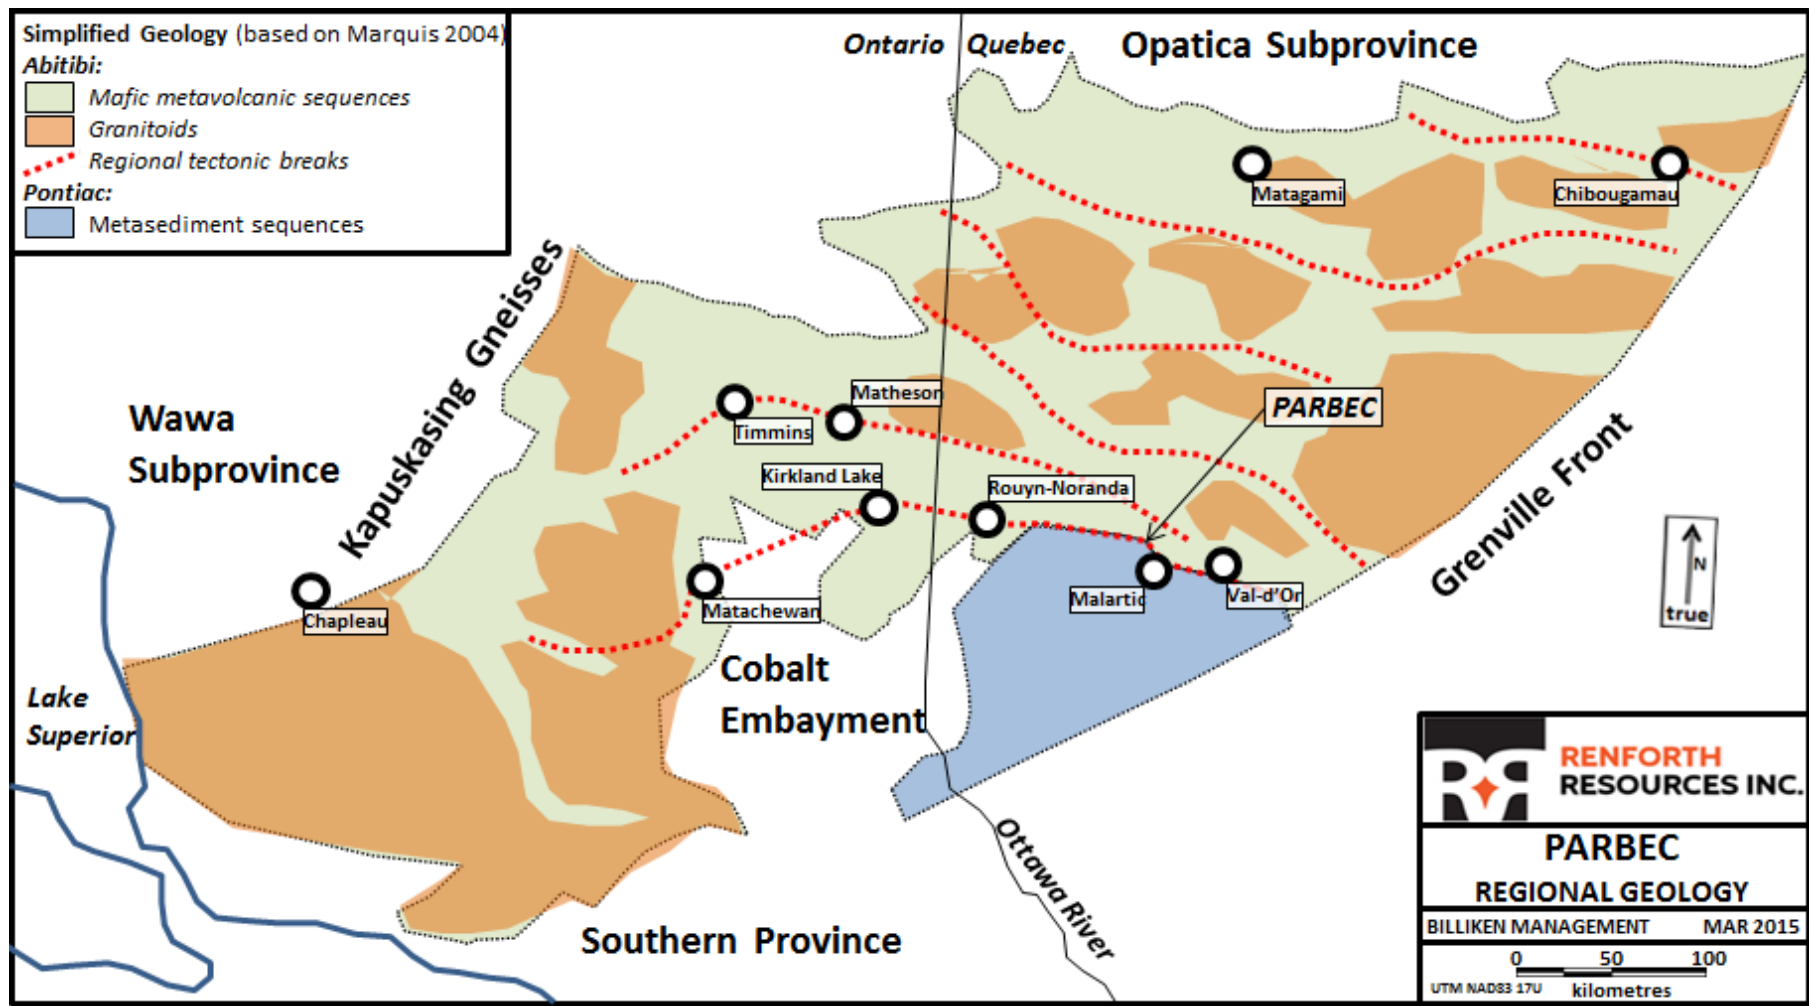 Simplified Geology (based on Marquis 2004)
Abitibi:
Mafic metavolcanic sequences
Granitoids
Regional tectonic breaks
Pontiac:
Metasediment sequences
Ontario
Quebec
Opatica Subprovince
Matagami
Chibougamau
Kapuskasing Gneisses
Wawa
Subprovince
Matheson
Timmins
PARBEC
Kirkland Lake
Rouyn-Noranda
Grenville Front
N
true
Chapleau
Matachewan
Malartic
Val-d'Or
Cobalt
Embayment
Lake
Superior
Ottawa River
Southern Province
RENFORTH
RESOURCES INC.
PARBEC
REGIONAL GEOLOGY
BILLIKEN MANAGEMENT MAR 2015
0 50 100
UTM NAD83 17U kilometres